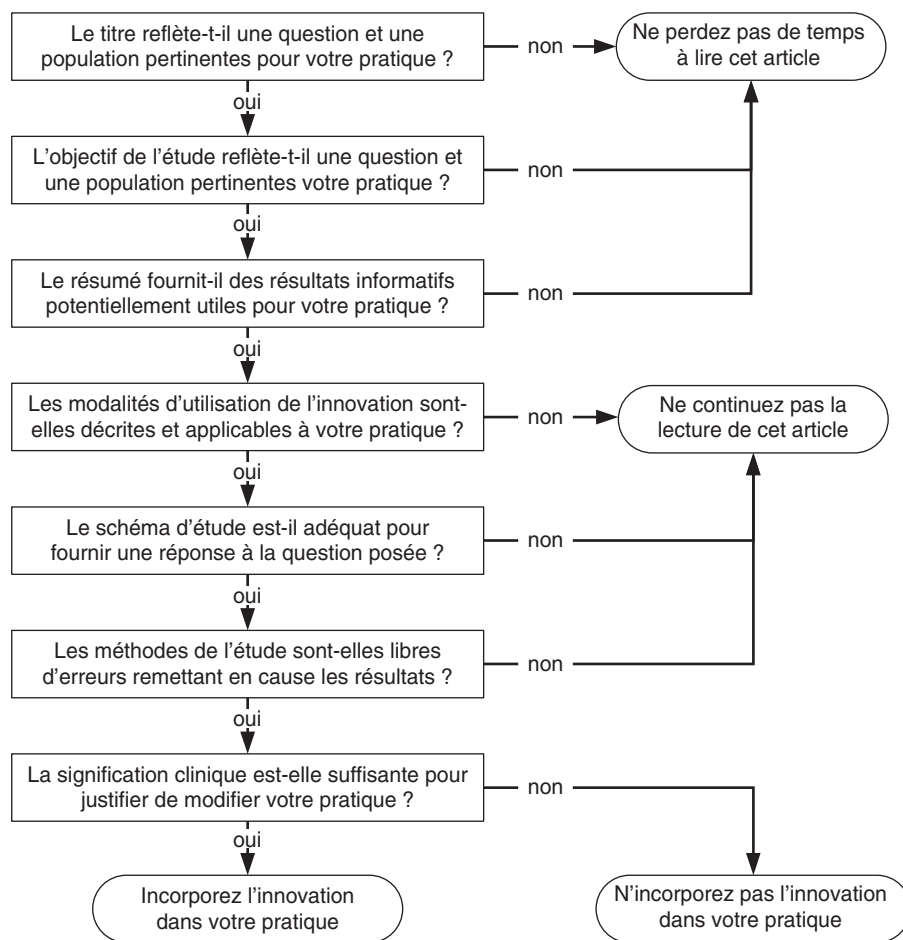 Le titre reflète-t-il une question et une
population pertinentes pour votre pratique ?
non
Ne perdez pas de temps
à lire cet article
oui
L'objectif de l'étude reflète-t-il une question et
une population pertinentes votre pratique ?
non
oui
Le résumé fournit-il des résultats informatifs
potentiellement utiles pour votre pratique ?
non
oui
Les modalités d'utilisation de l'innovation sont-
elles décrites et applicables à votre pratique ?
non
Ne continuez pas la
lecture de cet article
oui
Le schéma d'étude est-il adéquat pour
fournir une réponse à la question posée ?
non
oui
Les méthodes de l'étude sont-elles libres
d'erreurs remettant en cause les résultats ?
non
oui
La signification clinique est-elle suffisante pour
justifier de modifier votre pratique ?
non
oui
Incorporez l'innovation
dans votre pratique
N'incorporez pas l'innovation
dans votre pratique